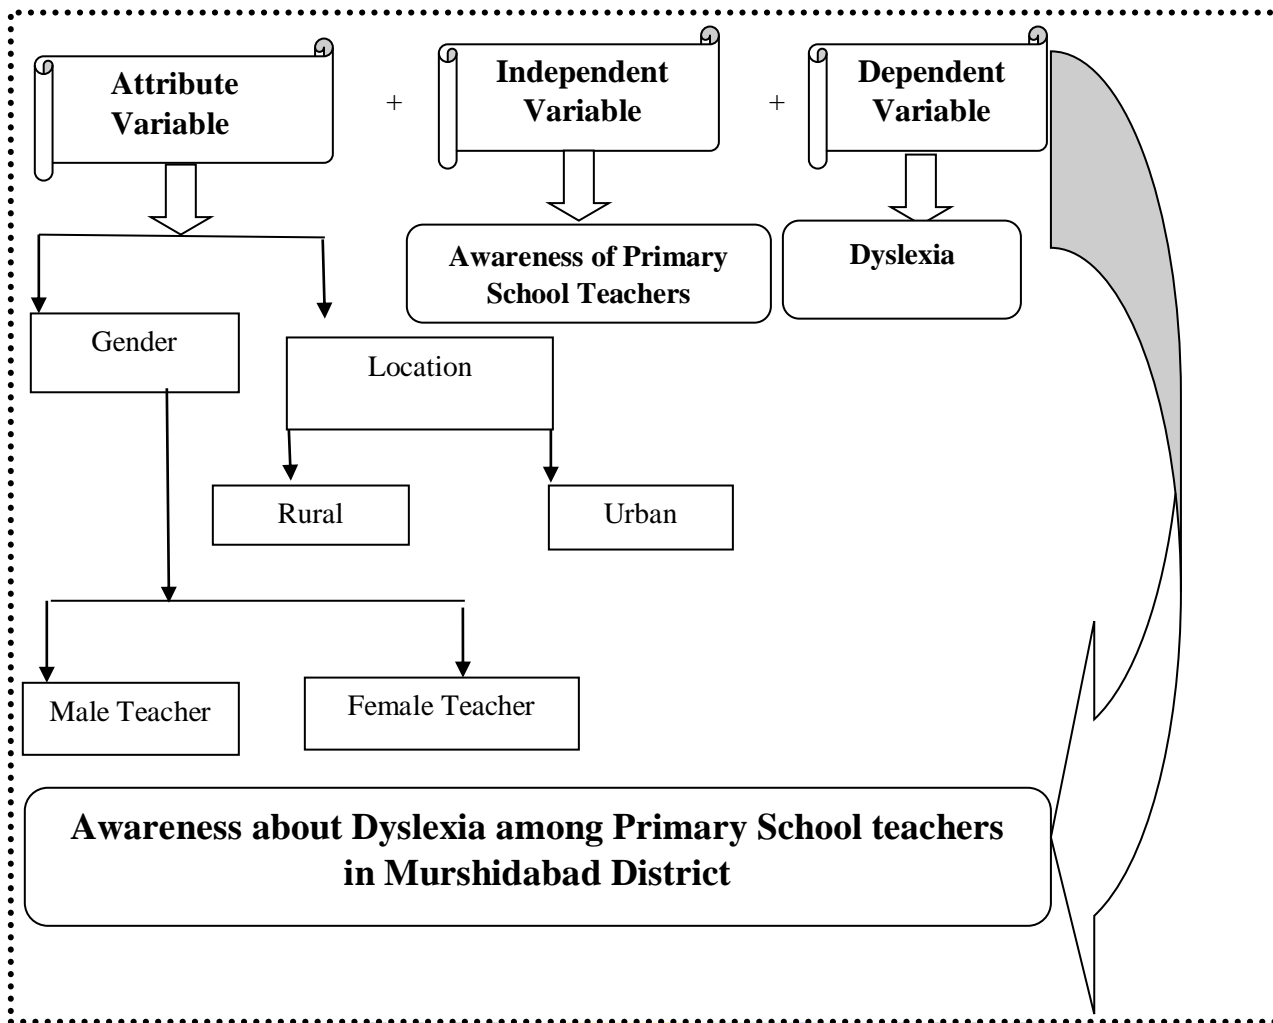 Attribute
Variable
+
Independent
Variable
+
Dependent
Variable
Awareness of Primary
School Teachers
Dyslexia
Gender
Location
Rural
Urban
Male Teacher
Female Teacher
Awareness about Dyslexia among Primary School teachers
in Murshidabad District